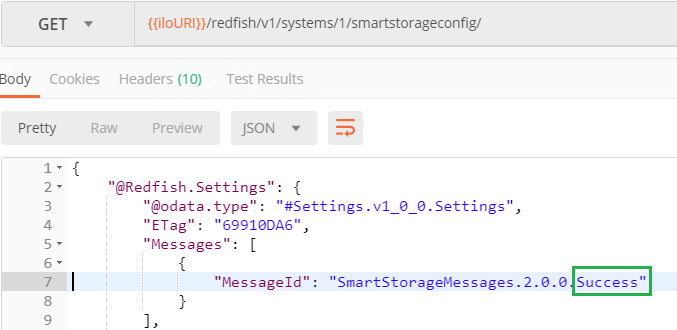 GET {{iloURI}}/redfish/v1/systems/1/smartstorageconfig/
Body Cookies Headers (10) Test Results
Pretty Raw Preview JSON
1 {
2 "@Redfish.Settings": {
3 "@odata.type": "#Settings.v1_0_0.Settings",
4 "ETag": "69910DA6",
5 "Messages": [
6 {
7 "MessageId": "SmartStorageMessages.2.0.0.Success"
8 }
9 ],